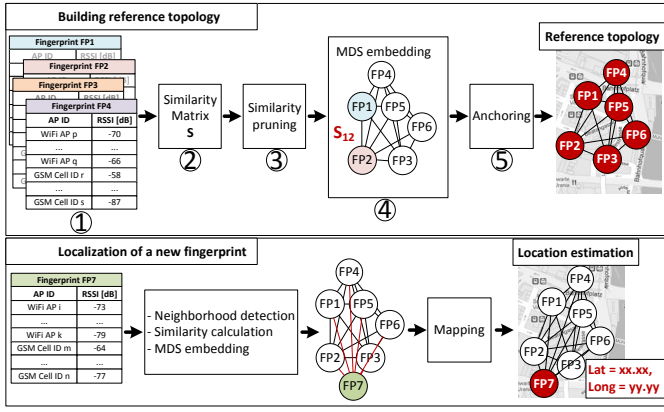 Building reference topology
Fingerprint FP1
AP ID RSSI [dB]
Fingerprint FP2
Fingerprint FP3
Fingerprint FP4
AP ID RSSI [dB]
WiFi AP p -70
... ...
WiFi AP q -66
GSM Cell ID r -58
... ...
GSM Cell ID s -87
1
Similarity
Matrix
S
2
Similarity
pruning
3
MDS embedding
FP4
FP1
FP5
S12
FP6
FP2
FP3
4
Anchoring
5
Reference topology
FP4
FP1
FP5
FP6
FP2
FP3
Localization of a new fingerprint
Fingerprint FP7
AP ID RSSI [dB]
WiFi AP i -73
... ...
WiFi AP k -79
GSM Cell ID m -64
... ...
GSM Cell ID n -77
- Neighborhood detection
- Similarity calculation
- MDS embedding
FP4
FP1
FP5
FP6
FP2
FP3
FP7
Mapping
Location estimation
FP4
FP1
FP5
FP6
FP2
FP3
FP7
Lat = xx.xx,
Long = yy.yy